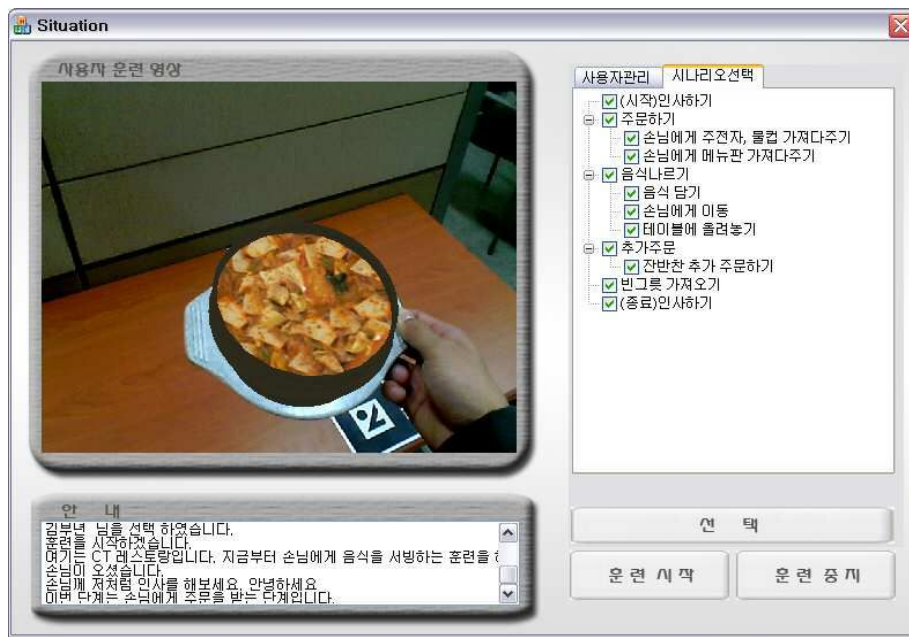 Situation
사용자 훈련 영상
사용자관리 시나리오선택
(시작)인사하기
주문하기
손님에게 주전자, 물컵 가져다주기
손님에게 메뉴판 가져다주기
음식나르기
음식 담기
손님에게 이동
테이블에 올려놓기
추가주문
잔반찬 추가 주문하기
빈그릇 가져오기
(종료)인사하기
안 내
김부년 님을 선택 하였습니다.
훈련을 시작하겠습니다.
여기는 CT 레스토랑입니다. 지금부터 손님에게 음식을 서빙하는 훈련을
손님이 오셨습니다.
손님께 저처럼 인사를 해보세요. 안녕하세요
이번 단계는 손님에게 주문을 받는 단계입니다.
선 택
훈련시작 훈련중지